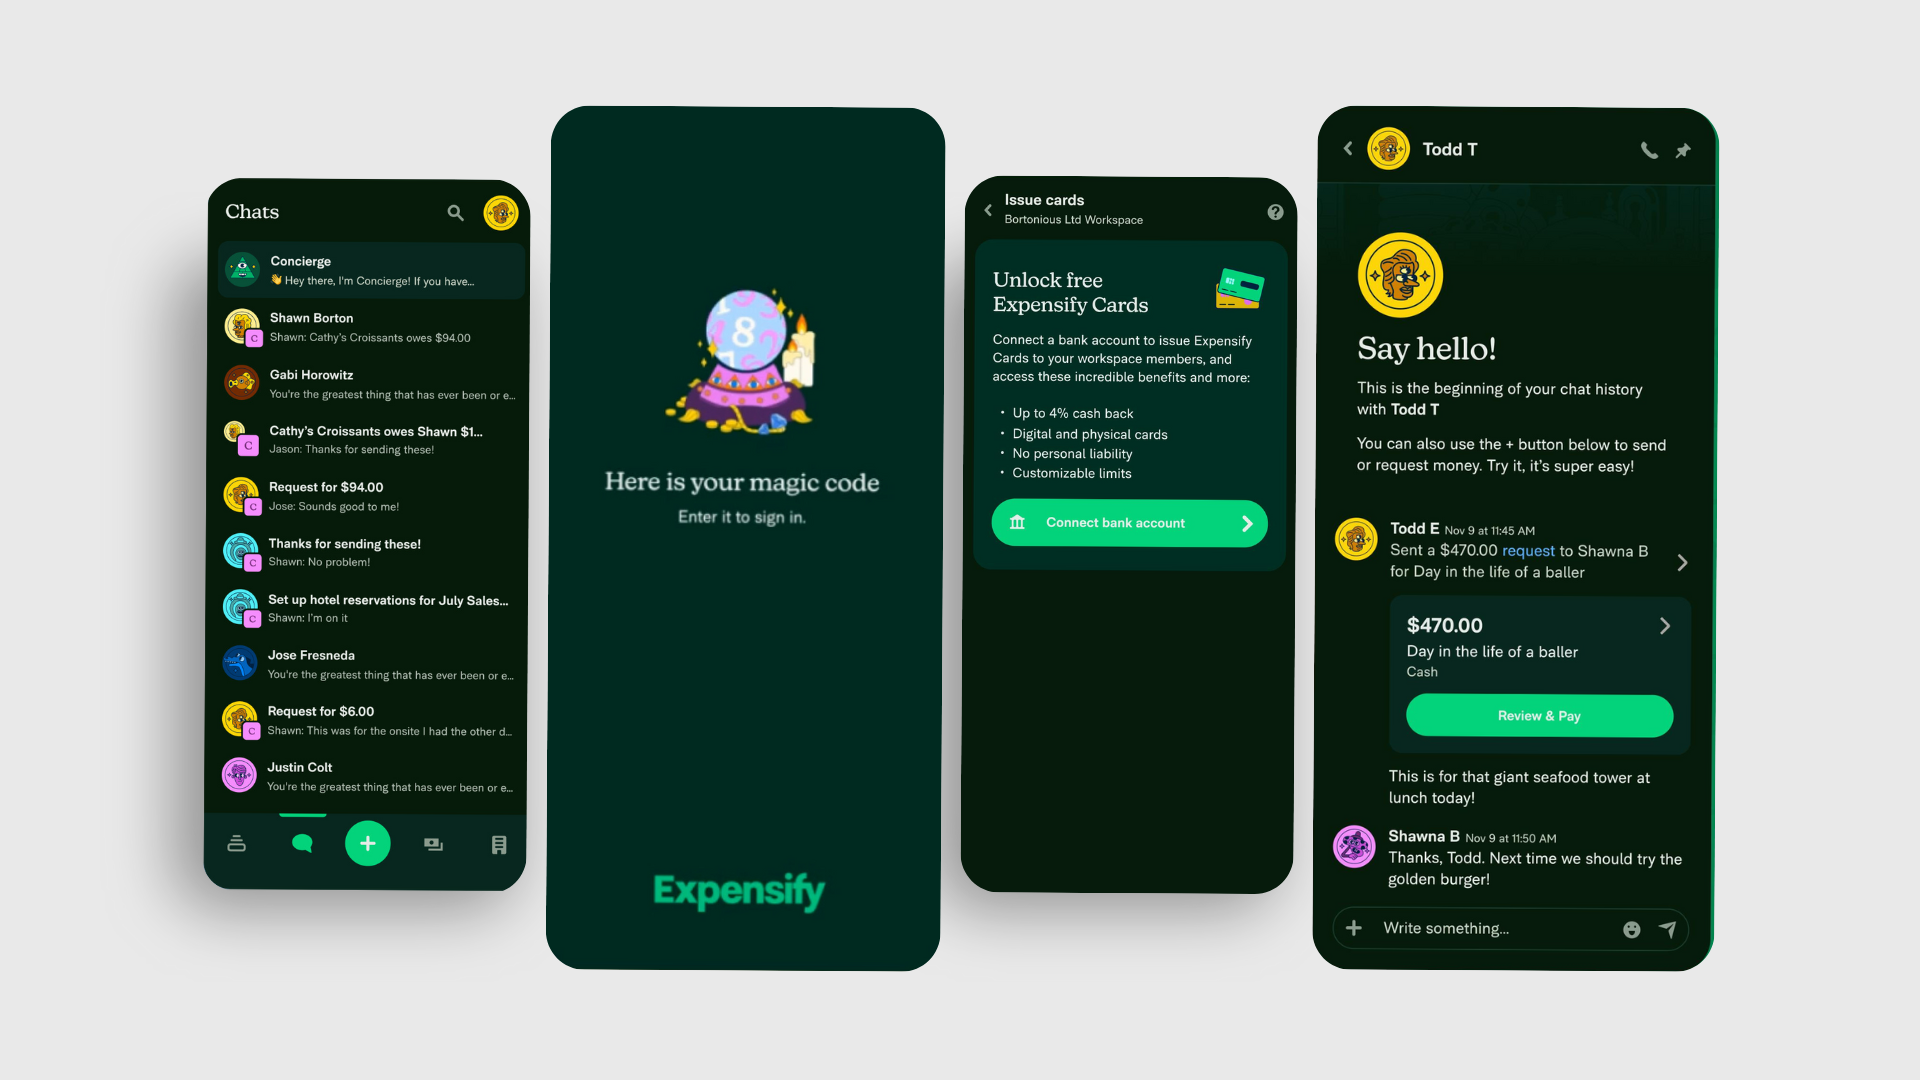 Chats
Concierge
👋 Hey there, I'm Concierge! If you have...
Shawn Borton
Shawn: Cathy's Croissants owes $94.00
C
Gabi Horowitz
You're the greatest thing that has ever been or e...
Cathy's Croissants owes Shawn $1...
C
Jason: Thanks for sending these!
Request for $94.00
Jose: Sounds good to me!
C
Thanks for sending these!
Shawn: No problem!
C
Set up hotel reservations for July Sales...
Shawn: I'm on it
C
Jose Fresneda
You're the greatest thing that has ever been or e...
Request for $6.00
Shawn: This was for the onsite I had the other d...
C
Justin Colt
You're the greatest thing that has ever been or e...
8
Here is your magic code
Enter it to sign in.
Expensify
Issue cards
Bortonious Ltd Workspace
Unlock free
Expensify Cards
Connect a bank account to issue Expensify
Cards to your workspace members, and
access these incredible benefits and more:
• Up to 4% cash back
• Digital and physical cards
• No personal liability
• Customizable limits
Connect bank account
Todd T
Say hello!
This is the beginning of your chat history
with Todd T
You can also use the + button below to send
or request money. Try it, it's super easy!
Todd E Nov 9 at 11:45 AM
Sent a $470.00 request to Shawna B
for Day in the life of a baller
$470.00
Day in the life of a baller
Cash
Review & Pay
This is for that giant seafood tower at
lunch today!
Shawna B Nov 9 at 11:50 AM
Thanks, Todd. Next time we should try the
golden burger!
Write something...